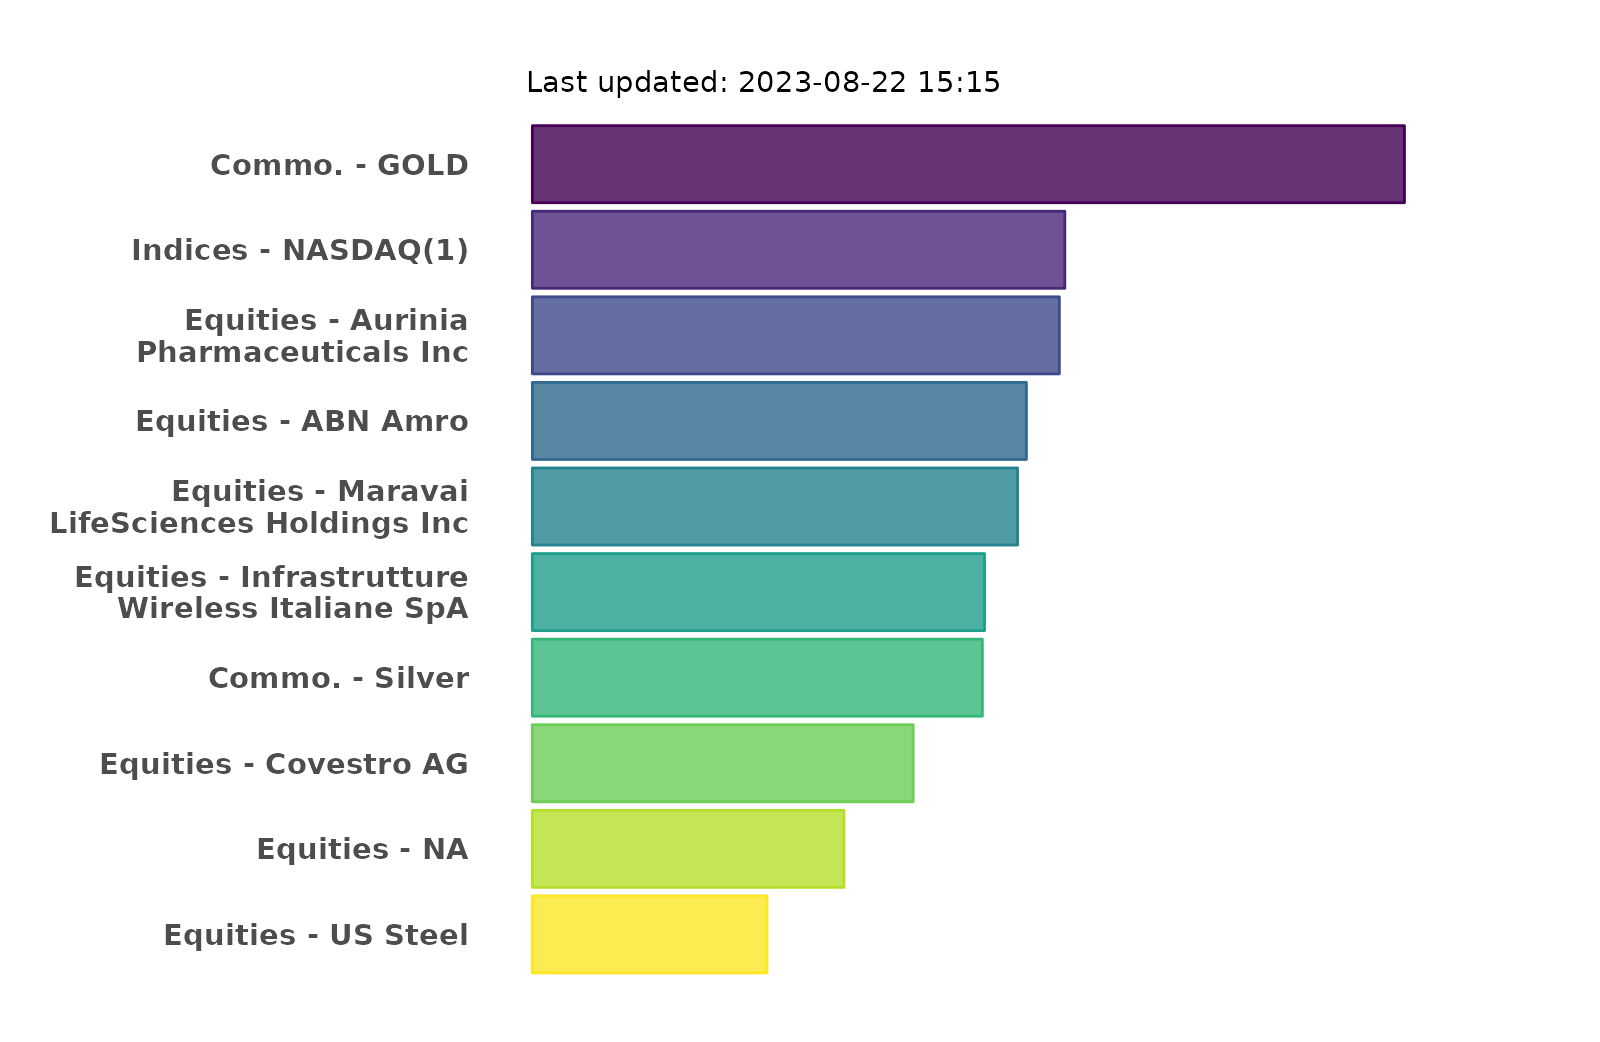 Last updated: 2023-08-22 15:15
Commo. - GOLD
Indices - NASDAQ(1)
Equities - Aurinia
Pharmaceuticals Inc
Equities - ABN Amro
Equities - Maravai
LifeSciences Holdings Inc
Equities - Infrastrutture
Wireless Italiane SpA
Commo. - Silver
Equities - Covestro AG
Equities - NA
Equities - US Steel